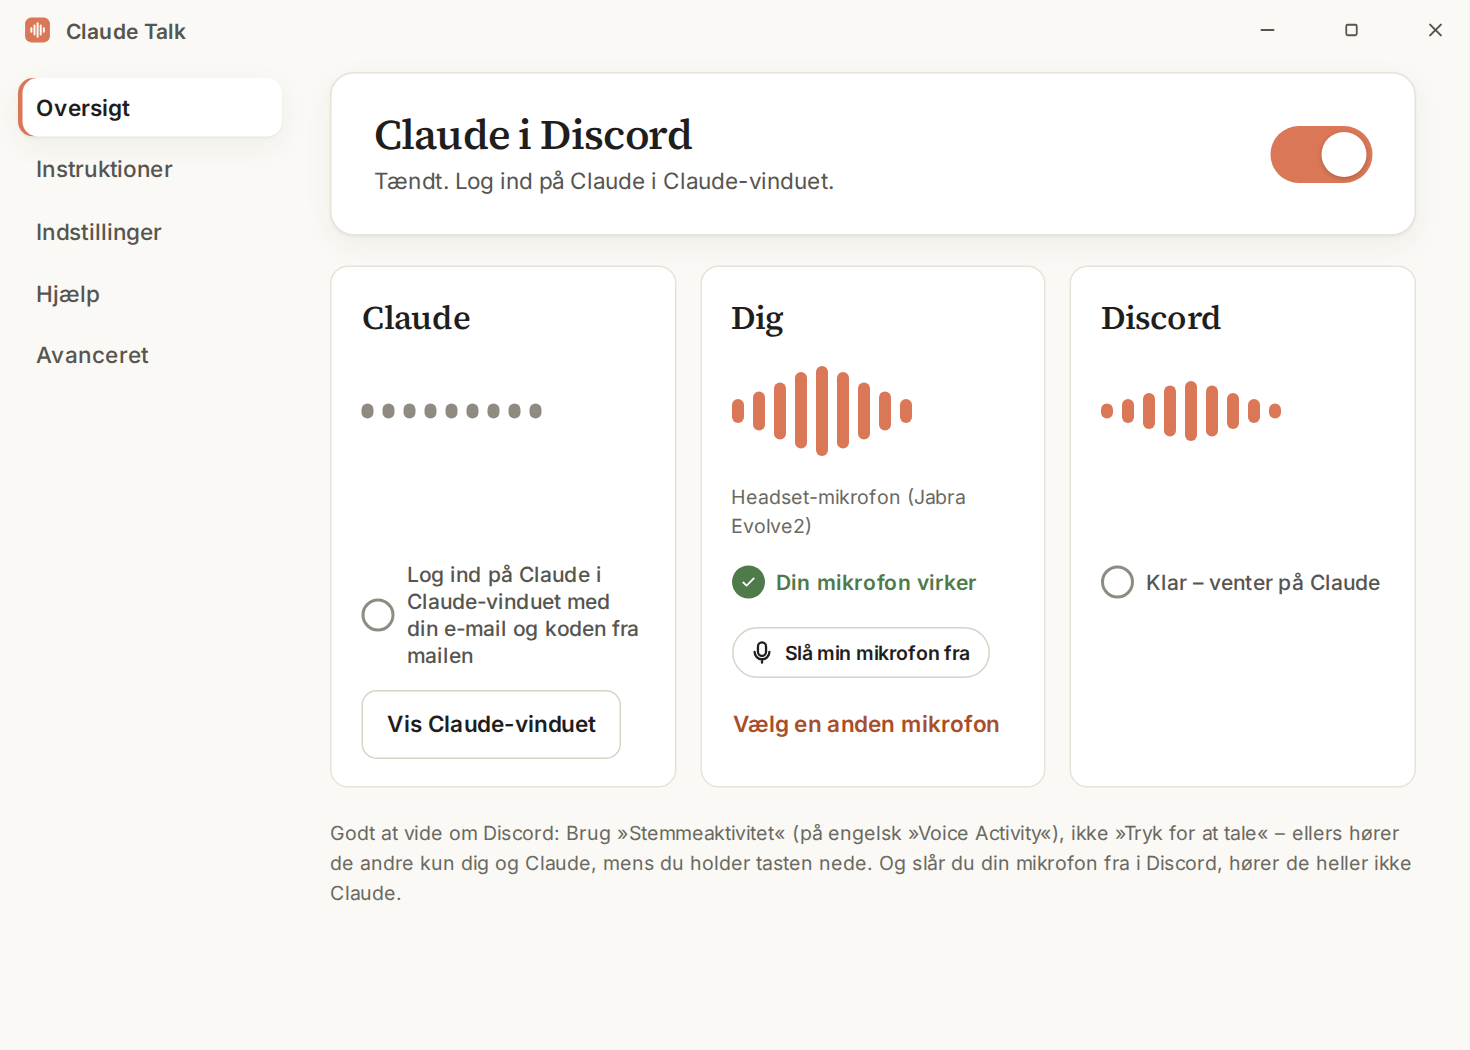 Claude Talk
Oversigt
Instruktioner
Indstillinger
Hjælp
Avanceret
Claude i Discord
Tændt. Log ind på Claude i Claude-vinduet.
Claude
Log ind på Claude i
Claude-vinduet med
din e-mail og koden fra
mailen
Vis Claude-vinduet
Dig
Headset-mikrofon (Jabra
Evolve2)
Din mikrofon virker
Slå min mikrofon fra
Vælg en anden mikrofon
Discord
Klar – venter på Claude
Godt at vide om Discord: Brug »Stemmeaktivitet« (på engelsk »Voice Activity«), ikke »Tryk for at tale« – ellers hører
de andre kun dig og Claude, mens du holder tasten nede. Og slår du din mikrofon fra i Discord, hører de heller ikke
Claude.